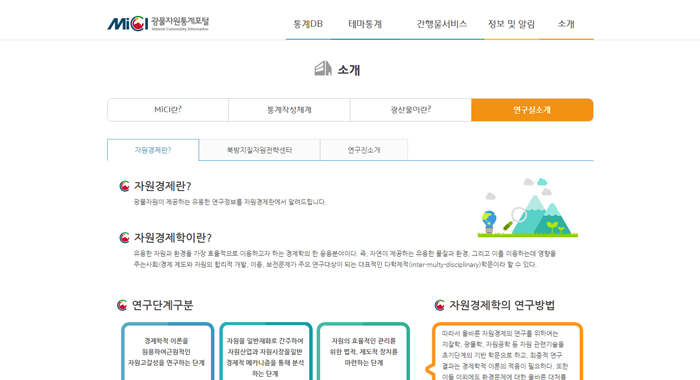 MiCI 광물자원통계포털
Mineral Commodity Information
통계DB 테마통계 간행물서비스 정보 및 알림 소개
소개
MiCI란? 통계작성체계 광산물이란? 연구실소개
자원경제란? 북방지질자원전략센터 연구진소개
자원경제란?
광물자원이 제공하는 유용한 연구정보를 자원경제란에서 알려드립니다.
자원경제학이란?
유용한 자원과 환경을 가장 효율적으로 이용하고자 하는 경제학의 한 응용분야이다. 즉, 자연이 제공하는 유용한 물질과 환경, 그리고 이를 이용하는데 영향을
주는사회/경제 제도와 자원의 합리적 개발, 이용, 보전문제가 주요 연구대상이 되는 대표적인 다학제적(inter-multy-disciplinary)학문이라 할 수 있다.
연구단계구분
경제학적 이론을
원용하여근원적인
자원고갈성을 연구하는 단계
자원을 일반재화로 간주하여
자원산업과 자원시장을일반
경제적 메카니즘을 통해 분석
하는 단계
자원의 효율적인 관리를
위한 법적, 제도적 장치를
마련하는 단계
자원경제학의 연구방법
따라서 올바른 자원경제의 연구를 위하여는
지질학, 광물학, 자원공학 등 자원 관련기술을
초기단계의 기반 학문으로 하고, 최종적 연구
결과는 경제학적 이론의 적용이 필요하다. 또한
이들 이외에도 환경문제에 대한 올바른 대처를